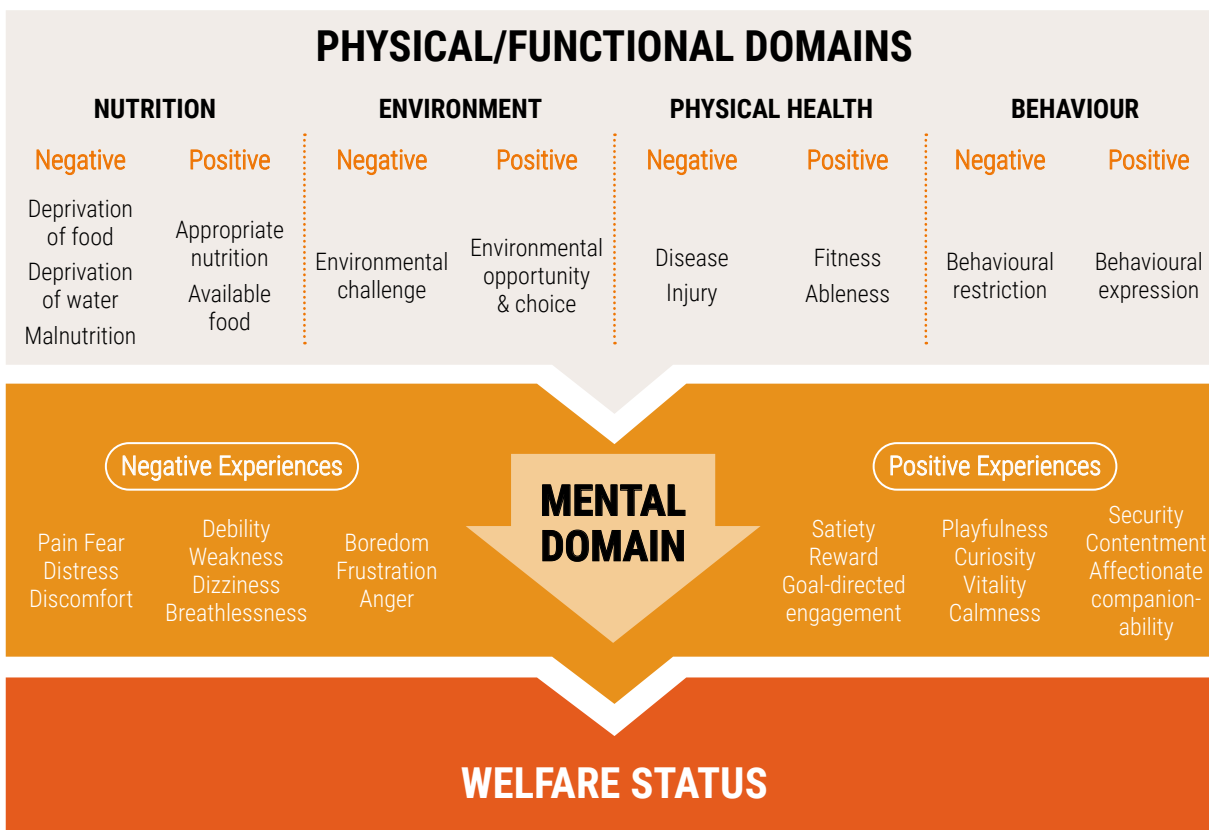 PHYSICAL/FUNCTIONAL DOMAINS
NUTRITION
Negative
Deprivation
of food
Deprivation
of water
Malnutrition
Positive
Appropriate
nutrition
Available
food
ENVIRONMENT
Negative
Environmental
challenge
Positive
Environmental
opportunity
& choice
PHYSICAL HEALTH
Negative
Disease
Injury
Positive
Fitness
Ableness
BEHAVIOUR
Negative
Behavioural
restriction
Positive
Behavioural
expression
Negative Experiences
Pain Fear
Distress
Discomfort
Debility
Weakness
Dizziness
Breathlessness
Boredom
Frustration
Anger
MENTAL
DOMAIN
Positive Experiences
Satiety
Reward
Goal-directed
engagement
Playfulness
Curiosity
Vitality
Calmness
Security
Contentment
Affectionate
companion-
ability
WELFARE STATUS